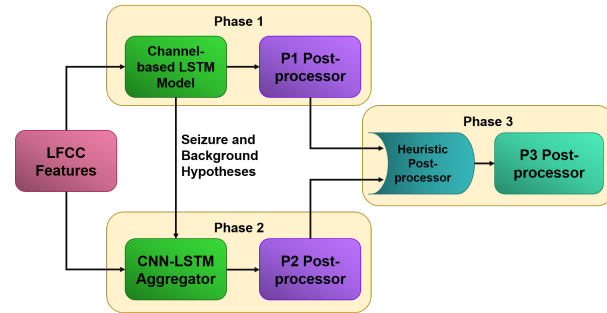 Phase 1
Channel-
based LSTM
Model
P1 Post-
processor
LFCC
Features
Seizure and
Background
Hypotheses
Phase 2
CNN-LSTM
Aggregator
P2 Post-
processor
Phase 3
Heuristic
Post-
processor
P3 Post-
processor